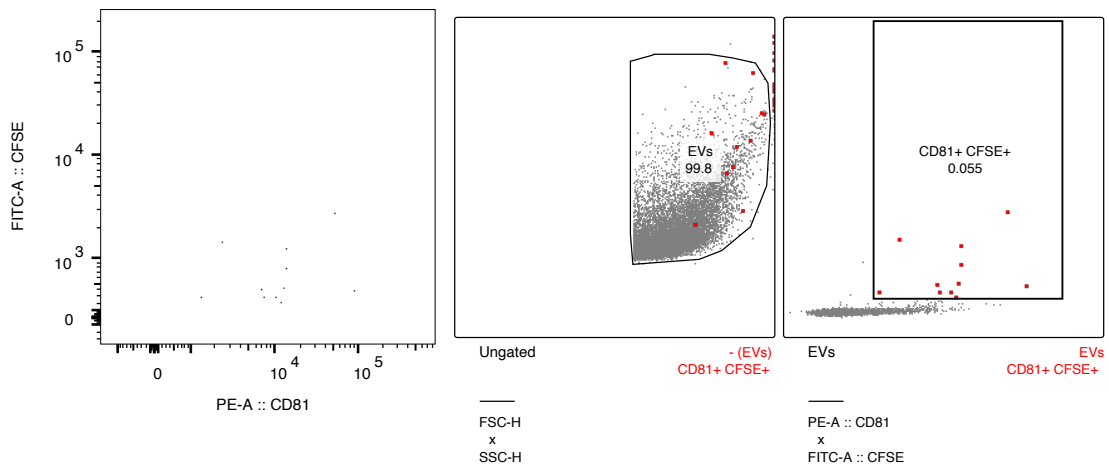 FITC-A :: CFSE
10^5
10^4
10^3
0
0
10^4
10^5
PE-A :: CD81
EVs
99.8
Ungated
- (EVs)
CD81+ CFSE+
FSC-H
x
SSC-H
CD81+ CFSE+
0.055
EVs
EVs
CD81+ CFSE+
PE-A :: CD81
x
FITC-A :: CFSE